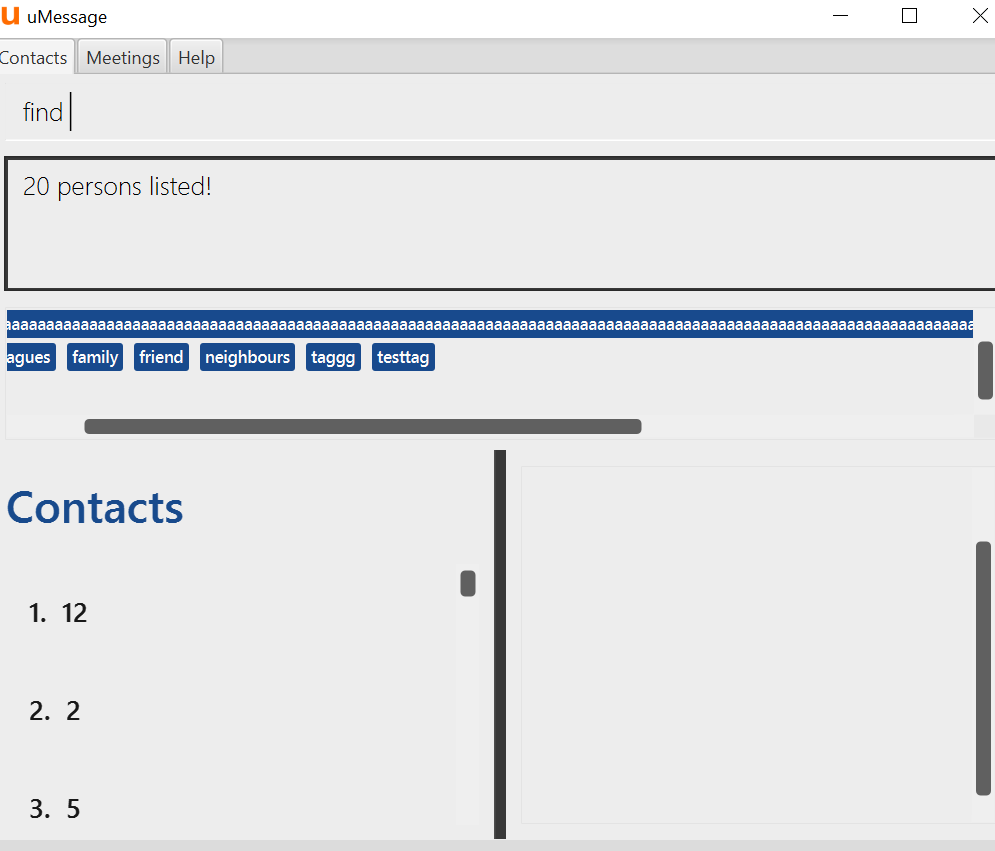 uMessage
Contacts Meetings Help
find
20 persons listed!
agues family friend neighbours taggg testtag
Contacts
1. 12
2. 2
3. 5